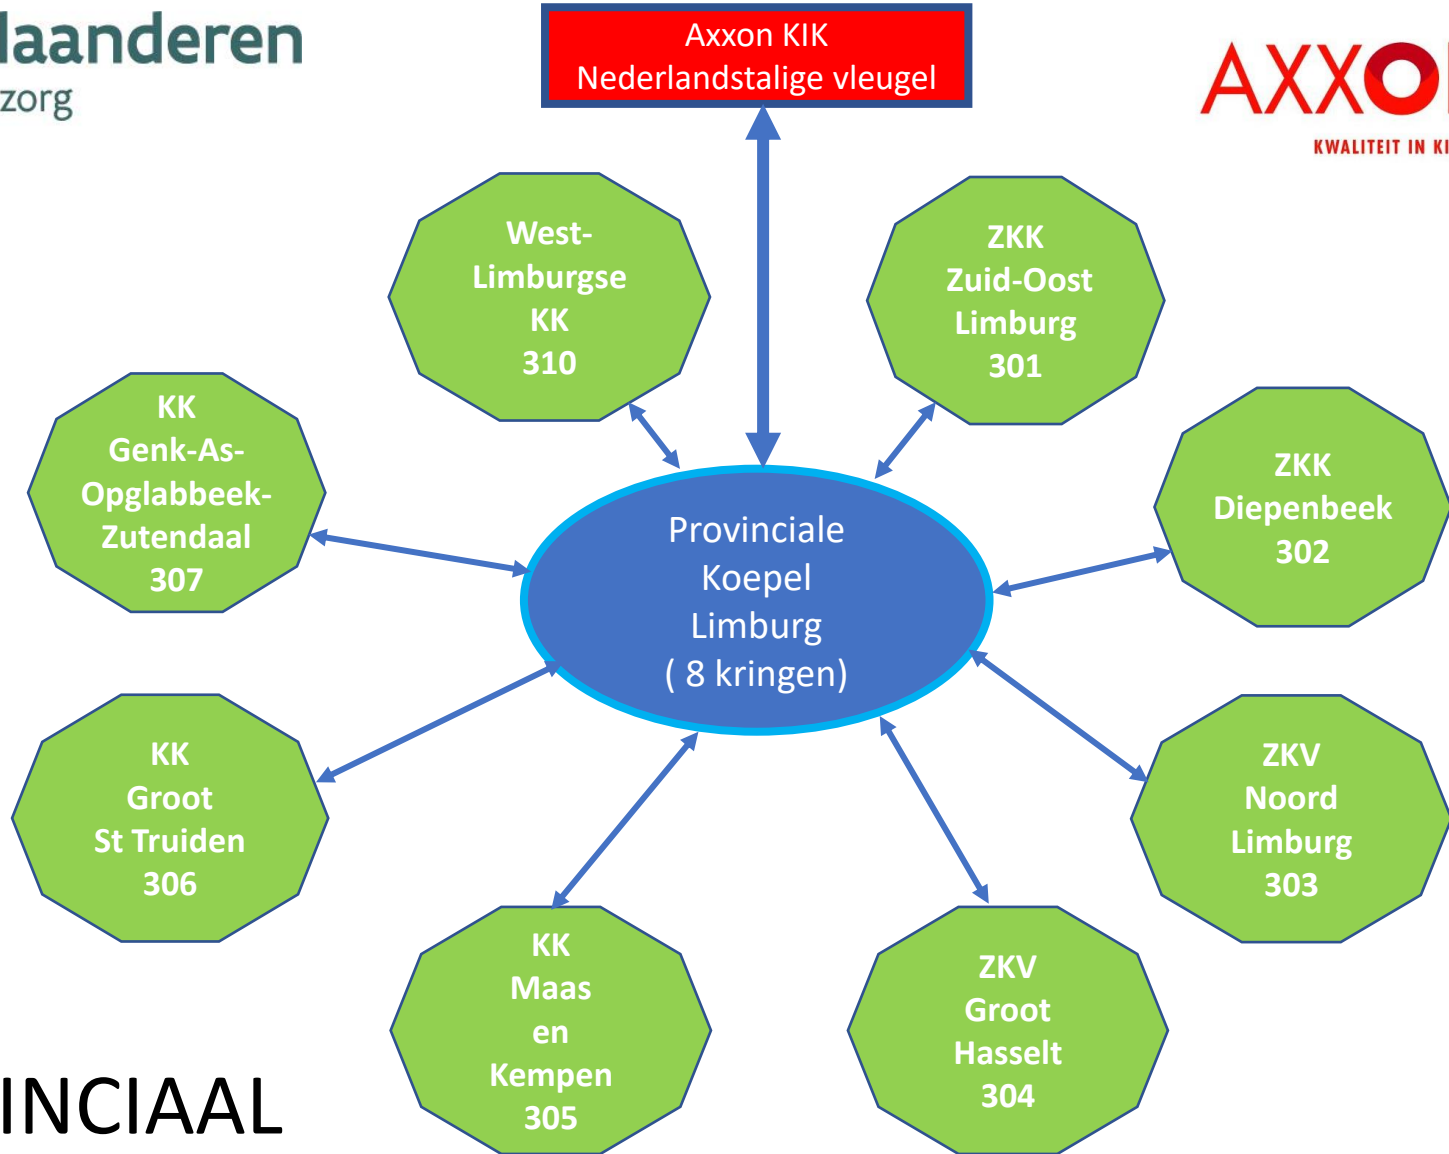 laanderen
zorg
Axxon KIK
Nederlandstalige vleugel
AXXO
KWALITEIT IN KI
West-
Limburgse
KK
310
ZKK
Zuid-Oost
Limburg
301
KK
Genk-As-
Opglabbeek-
Zutendaal
307
ZKK
Diepenbeek
302
Provinciale
Koepel
Limburg
( 8 kringen)
KK
Groot
St Truiden
306
ZKV
Noord
Limburg
303
KK
Maas
en
Kempen
305
ZKV
Groot
Hasselt
304
INCIAAL